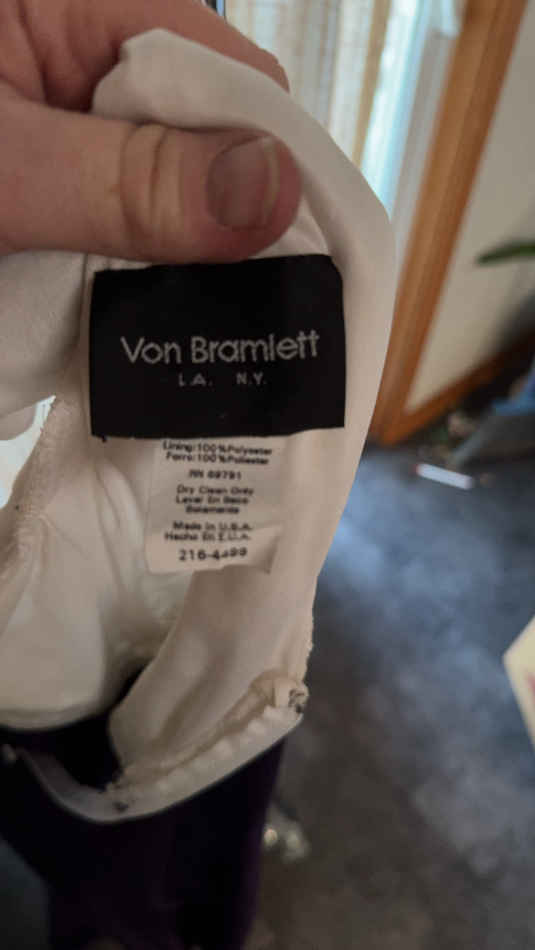 Von Bramlett
L.A. N.Y.
Lining: 100% Polyester
Forro: 100% Poliester
RN 69791
Dry Clean Only
Lavar En Seco
Solamente
Made In U.S.A.
Hecho En E.U.A.
216-4499